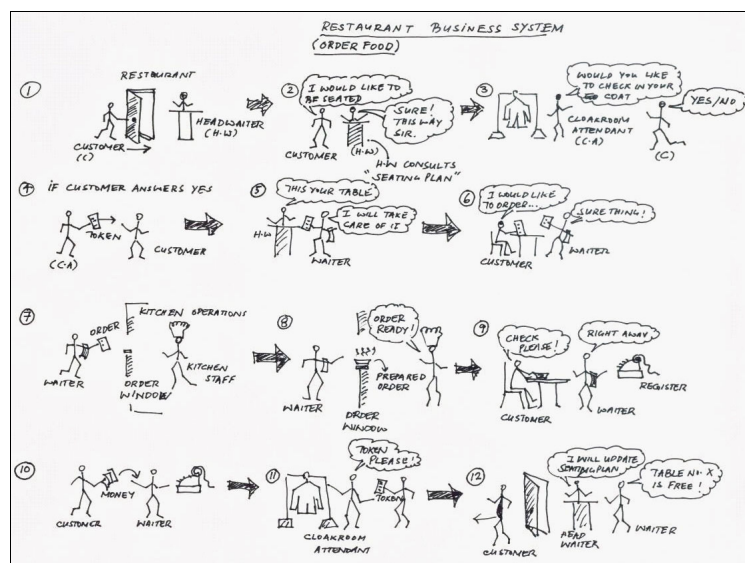 RESTAURANT BUSINESS SYSTEM
(ORDER FOOD)
1
RESTAURANT
HEADWAITER
(H.W)
CUSTOMER
(C)
2
I WOULD LIKE TO
BE SEATED
SURE!
THIS WAY
SIR.
(H.W)
CUSTOMER
H.W CONSULTS
"SEATING PLAN"
3
WOULD YOU LIKE
TO CHECK IN YOUR
COAT
YES/NO
CLOAKROOM
ATTENDANT
(C.A)
(C)
4 IF CUSTOMER ANSWERS YES
TOKEN
(C.A)
CUSTOMER
5
THIS YOUR TABLE
I WILL TAKE
CARE OF IT
H.W
WAITER
6
I WOULD LIKE
TO ORDER...
SURE THING!
CUSTOMER
WAITER
7
KITCHEN OPERATIONS
ORDER
WAITER
ORDER
WINDOW
KITCHEN
STAFF
8
ORDER
READY!
PREPARED
ORDER
WAITER
ORDER
WINDOW
9
CHECK
PLEASE!
RIGHT AWAY
REGISTER
CUSTOMER
WAITER
10
MONEY
CUSTOMER
WAITER
11
TOKEN
PLEASE!
TOKEN
CLOAKROOM
ATTENDANT
12
I WILL UPDATE
SEATING PLAN
TABLE NO. X
IS FREE!
CUSTOMER
HEAD
WAITER
WAITER